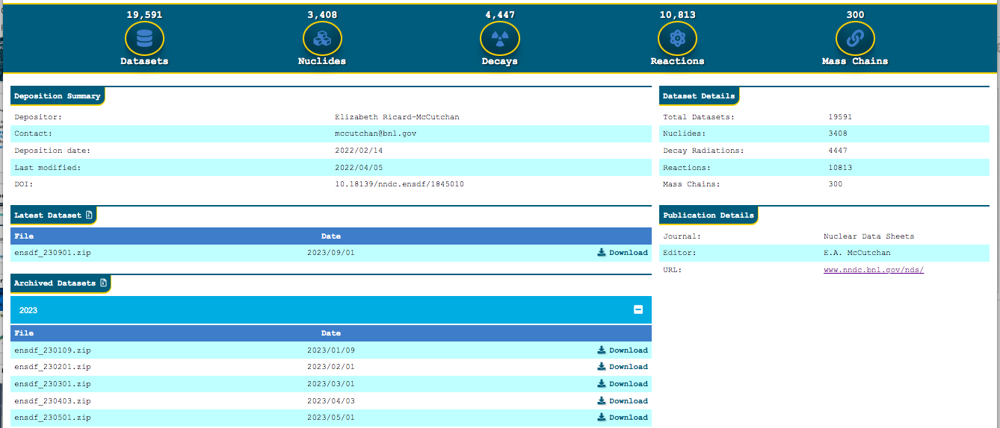 19,591 3,408 4,447 10,813 300
Datasets Nuclides Decays Reactions Mass Chains
Deposition Summary
Depositor: Elizabeth Ricard-McCutchan
Contact: mccutchan@bnl.gov
Deposition date: 2022/02/14
Last modified: 2022/04/05
DOI: 10.18139/nndc.ensdf/1845010
Dataset Details
Total Datasets: 19591
Nuclides: 3408
Decay Radiations: 4447
Reactions: 10813
Mass Chains: 300
Latest Dataset
File Date
ensdf_230901.zip 2023/09/01 Download
Publication Details
Journal: Nuclear Data Sheets
Editor: E.A. McCutchan
URL: www.nndc.bnl.gov/nds/
Archived Datasets
2023
File Date
ensdf_230109.zip 2023/01/09 Download
ensdf_230201.zip 2023/02/01 Download
ensdf_230301.zip 2023/03/01 Download
ensdf_230403.zip 2023/04/03 Download
ensdf_230501.zip 2023/05/01 Download